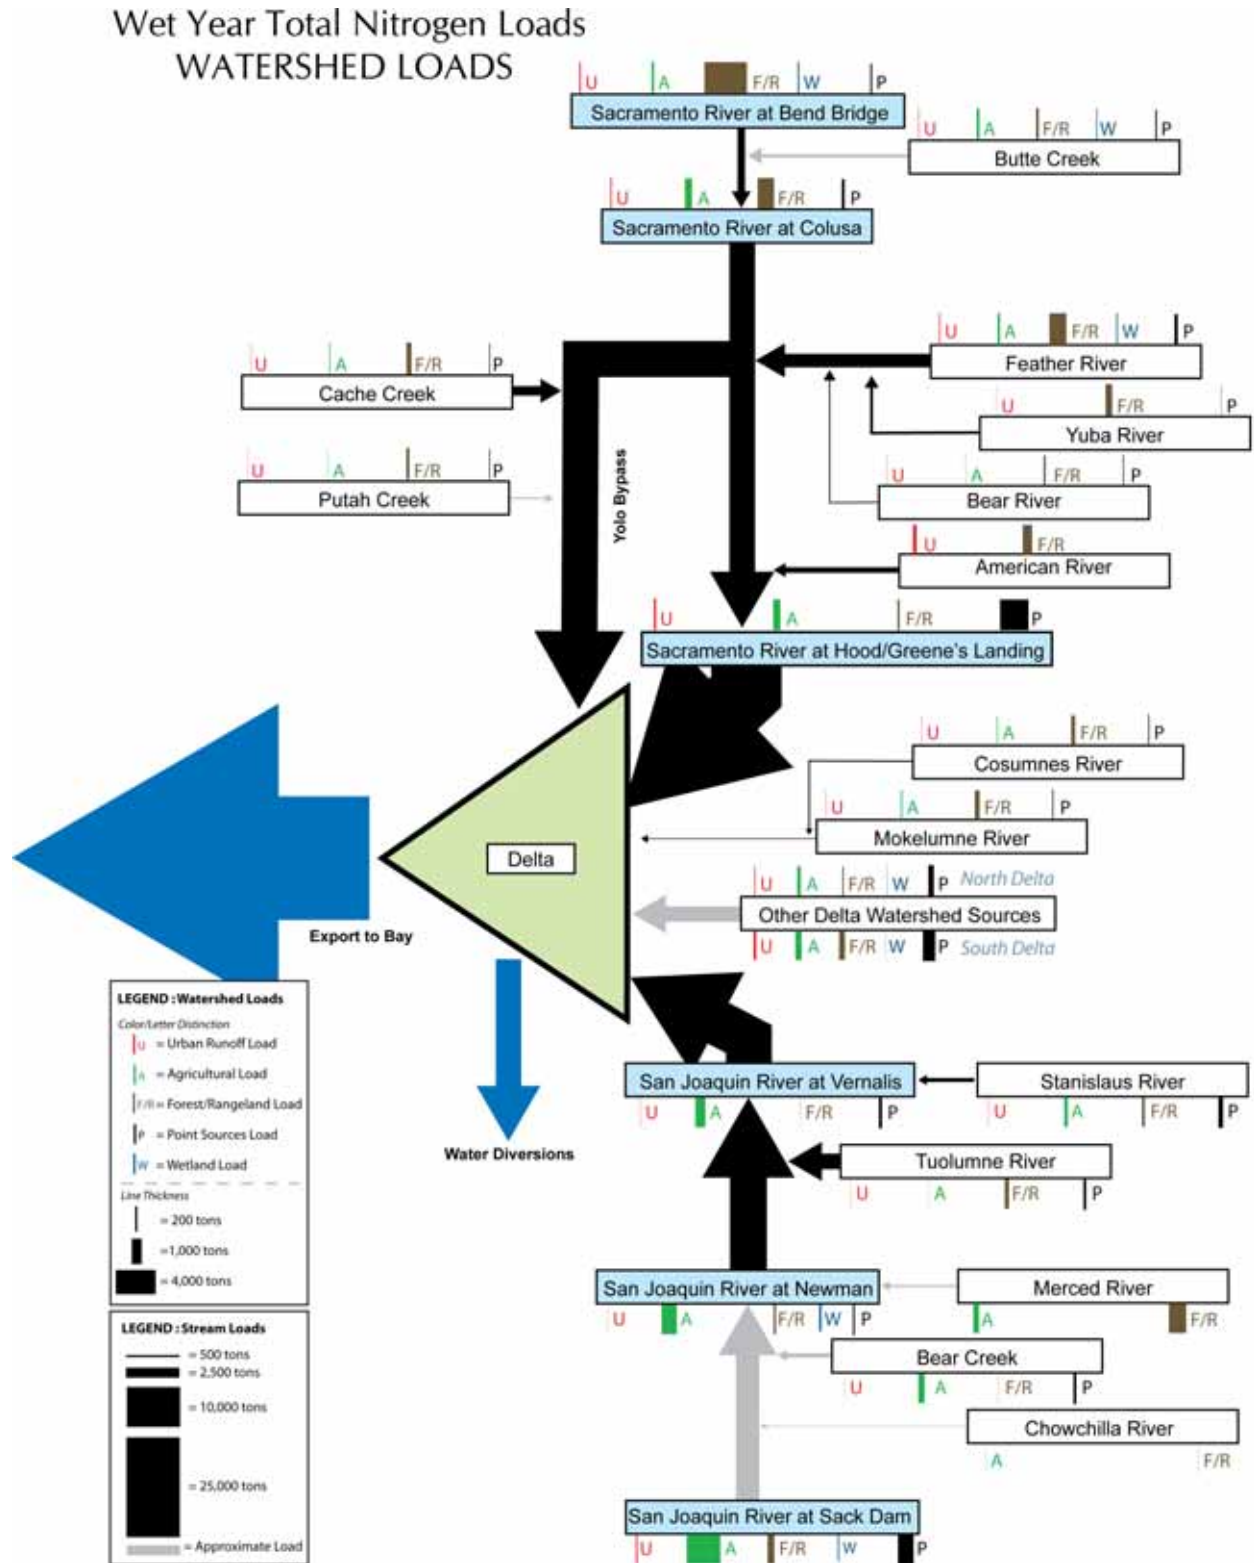 Wet Year Total Nitrogen Loads
WATERSHED LOADS
U A F/R W P
Sacramento River at Bend Bridge
U A F/R W P
Butte Creek
U A F/R P
Sacramento River at Colusa
U A F/R W P
Feather River
U A F/R P
Cache Creek
U F/R P
Yuba River
U A F/R P
Putah Creek
U A F/R P
Bear River
Yolo Bypass
U F/R
American River
U A F/R P
Sacramento River at Hood/Greene's Landing
U A F/R P
Cosumnes River
U A F/R P
Mokelumne River
Delta
U A F/R W P North Delta
Other Delta Watershed Sources
U A F/R W P South Delta
Export to Bay
Water Diversions
San Joaquin River at Vernalis
U A F/R P
Stanislaus River
U A F/R P
Tuolumne River
U A F/R P
San Joaquin River at Newman
U A F/R W P
Merced River
A F/R
Bear Creek
U A F/R P
Chowchilla River
A F/R
San Joaquin River at Sack Dam
U A F/R W P
LEGEND : Watershed Loads
Color/Letter Distinction
U = Urban Runoff Load
A = Agricultural Load
F/R = Forest/Rangeland Load
P = Point Sources Load
W = Wetland Load
Line Thickness
= 200 tons
=1,000 tons
= 4,000 tons
LEGEND : Stream Loads
= 500 tons
= 2,500 tons
= 10,000 tons
= 25,000 tons
= Approximate Load